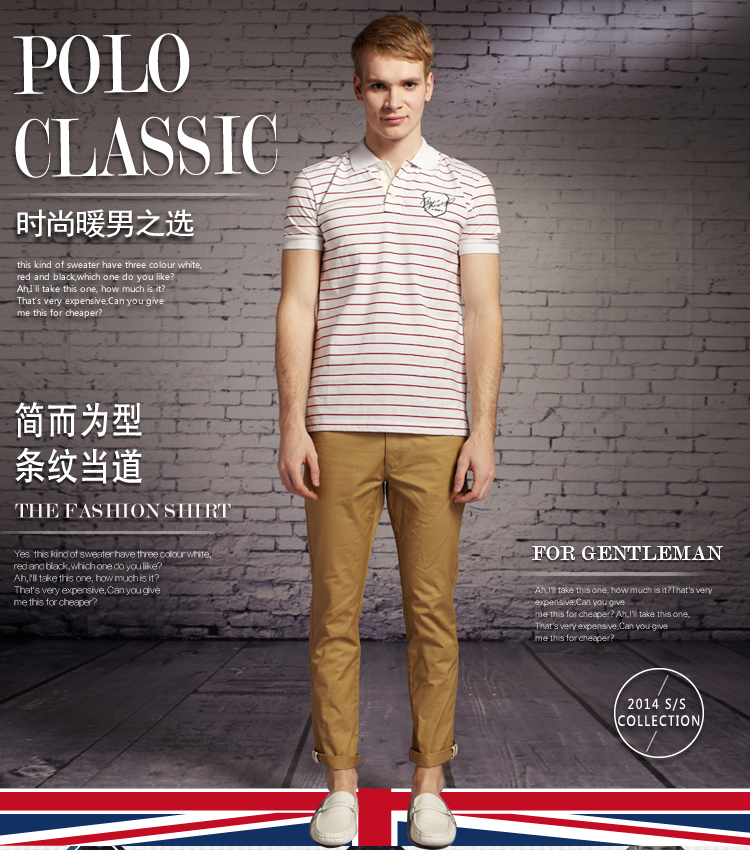 POLO
CLASSIC
时尚暖男之选
this kind of sweater have three colour white,
red and black,which one do you like?
Ah,I ll take this one, how much is it?
That's very expensive,Can you give
me this for cheaper?
简而为型
条纹当道
THE FASHION SHIRT
Yes this kind of sweater have three colour white,
red and black,which one do you like?
Ah,I'll take this one, how much is it?
That's very expensive,Can you give
me this for cheaper?
FOR GENTLEMAN
Ah,I'll take this one, how much is it?That's very
expensive,Can you give
me this for cheaper? Ah,I'll take this one,
That's very expensive,Can you give
me this for cheaper?
2014 S/S
COLLECTION